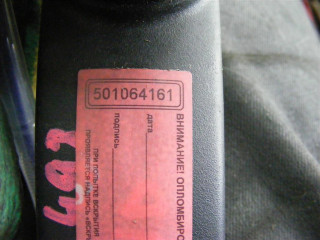 501064161
дата
подпись
ВНИМАНИЕ! ОПЛОМБИРО
ПРИ ПОПЫТКЕ ВСКРЫТИЯ
ПРОЯВЛЯЕТСЯ НАДПИСЬ «ВСКР